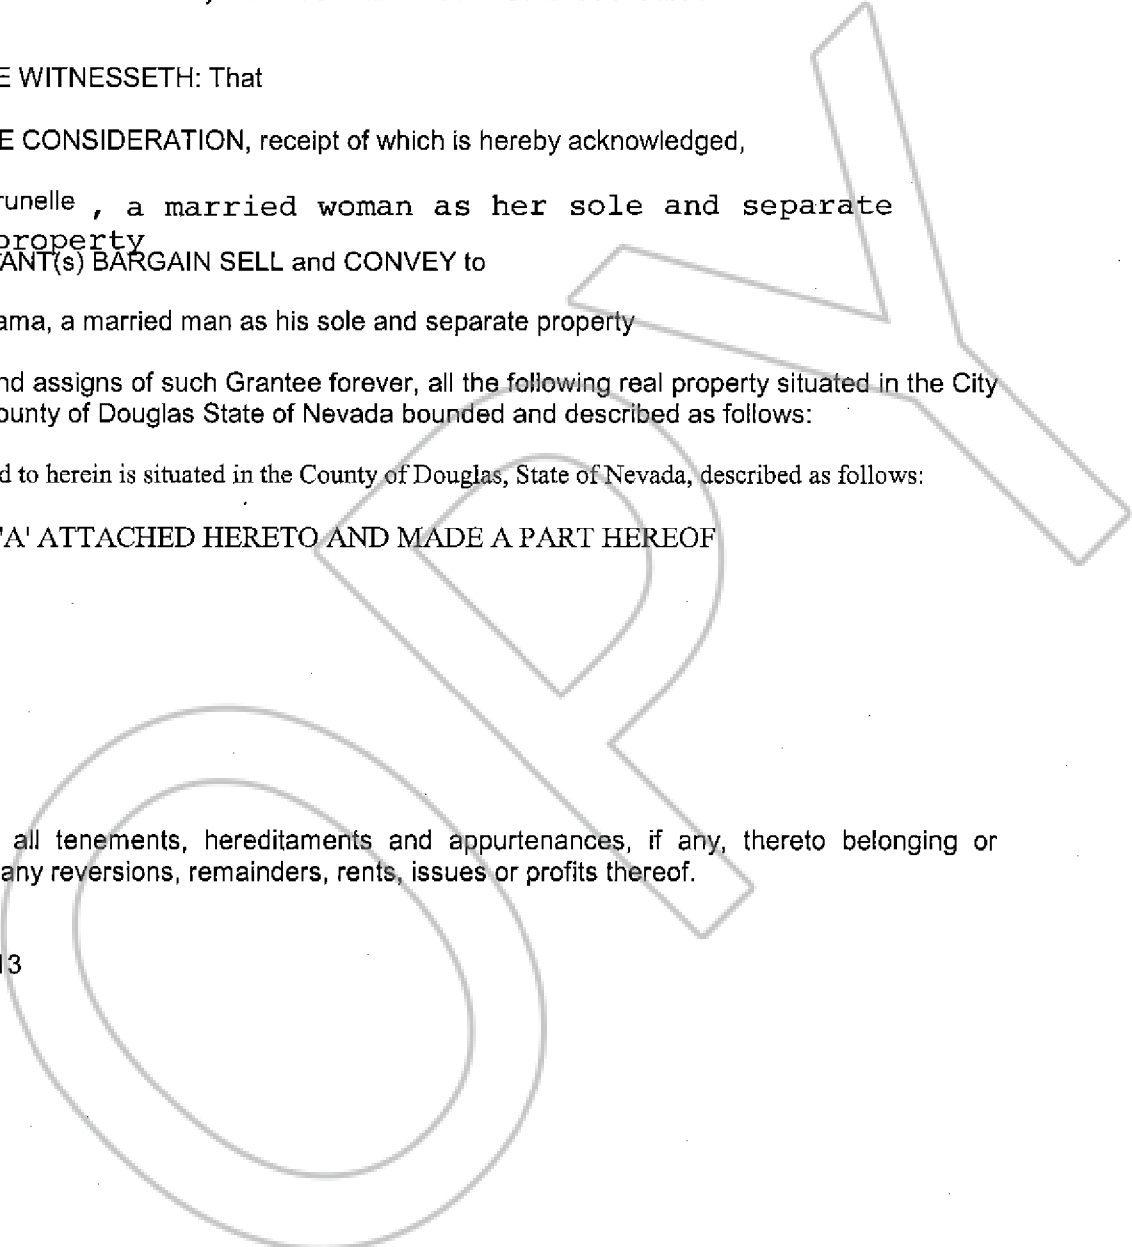 E WITNESSETH: That
E CONSIDERATION, receipt of which is hereby acknowledged,
runelle , a married woman as her sole and separate
property
ANT(s) BARGAIN SELL and CONVEY to
ama, a married man as his sole and separate property
nd assigns of such Grantee forever, all the following real property situated in the City
ounty of Douglas State of Nevada bounded and described as follows:
d to herein is situated in the County of Douglas, State of Nevada, described as follows:
'A' ATTACHED HERETO AND MADE A PART HEREOF
all tenements, hereditaments and appurtenances, if any, thereto belonging or
any reversions, remainders, rents, issues or profits thereof.
13
OPY